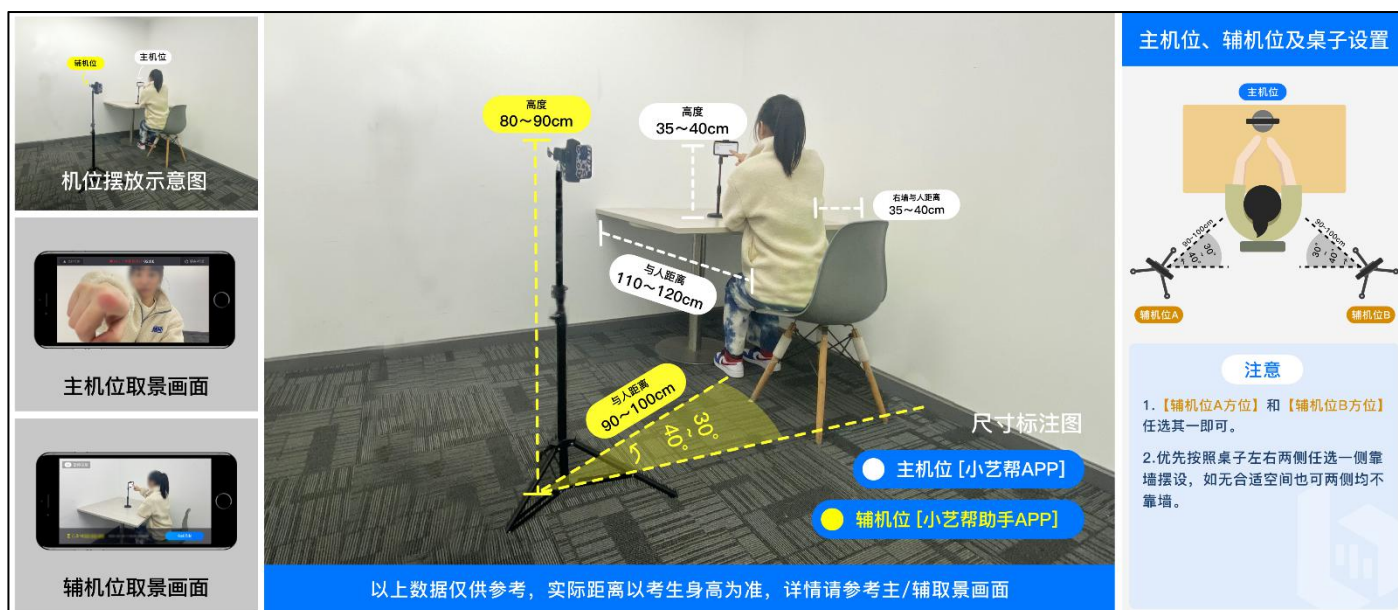 辅机位
主机位
机位摆放示意图
主机位取景画面
辅机位取景画面
高度
80～90cm
高度
35～40cm
右墙与人距离
35～40cm
与人距离
110～120cm
与人距离
90～100cm
30°
~
40°
尺寸标注图
主机位 [小艺帮APP]
辅机位 [小艺帮助手APP]
以上数据仅供参考，实际距离以考生身高为准，详情请参考主/辅取景画面
主机位、辅机位及桌子设置
主机位
90-100cm
30°
~
40°
90-100cm
30°
~
40°
辅机位A
辅机位B
注意
1.【辅机位A方位】和【辅机位B方位】
任选其一即可。
2.优先按照桌子左右两侧任选一侧靠
墙摆设，如无合适空间也可两侧均不
靠墙。